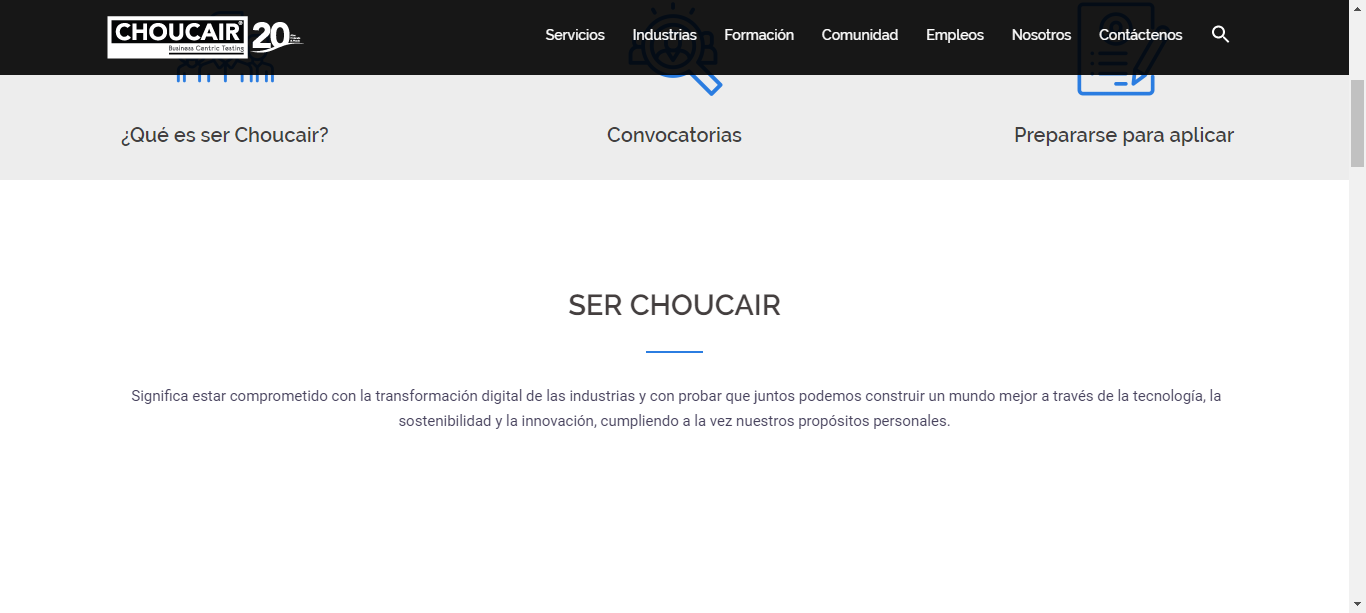 CHOUCAIR
Business Centric Testing
20
Servicios
Industrias
Formación
Comunidad
Empleos
Nosotros
Contáctenos
¿Qué es ser Choucair?
Convocatorias
Prepararse para aplicar
SER CHOUCAIR
Significa estar comprometido con la transformación digital de las industrias y con probar que juntos podemos construir un mundo mejor a través de la tecnología, la
sostenibilidad y la innovación, cumpliendo a la vez nuestros propósitos personales.